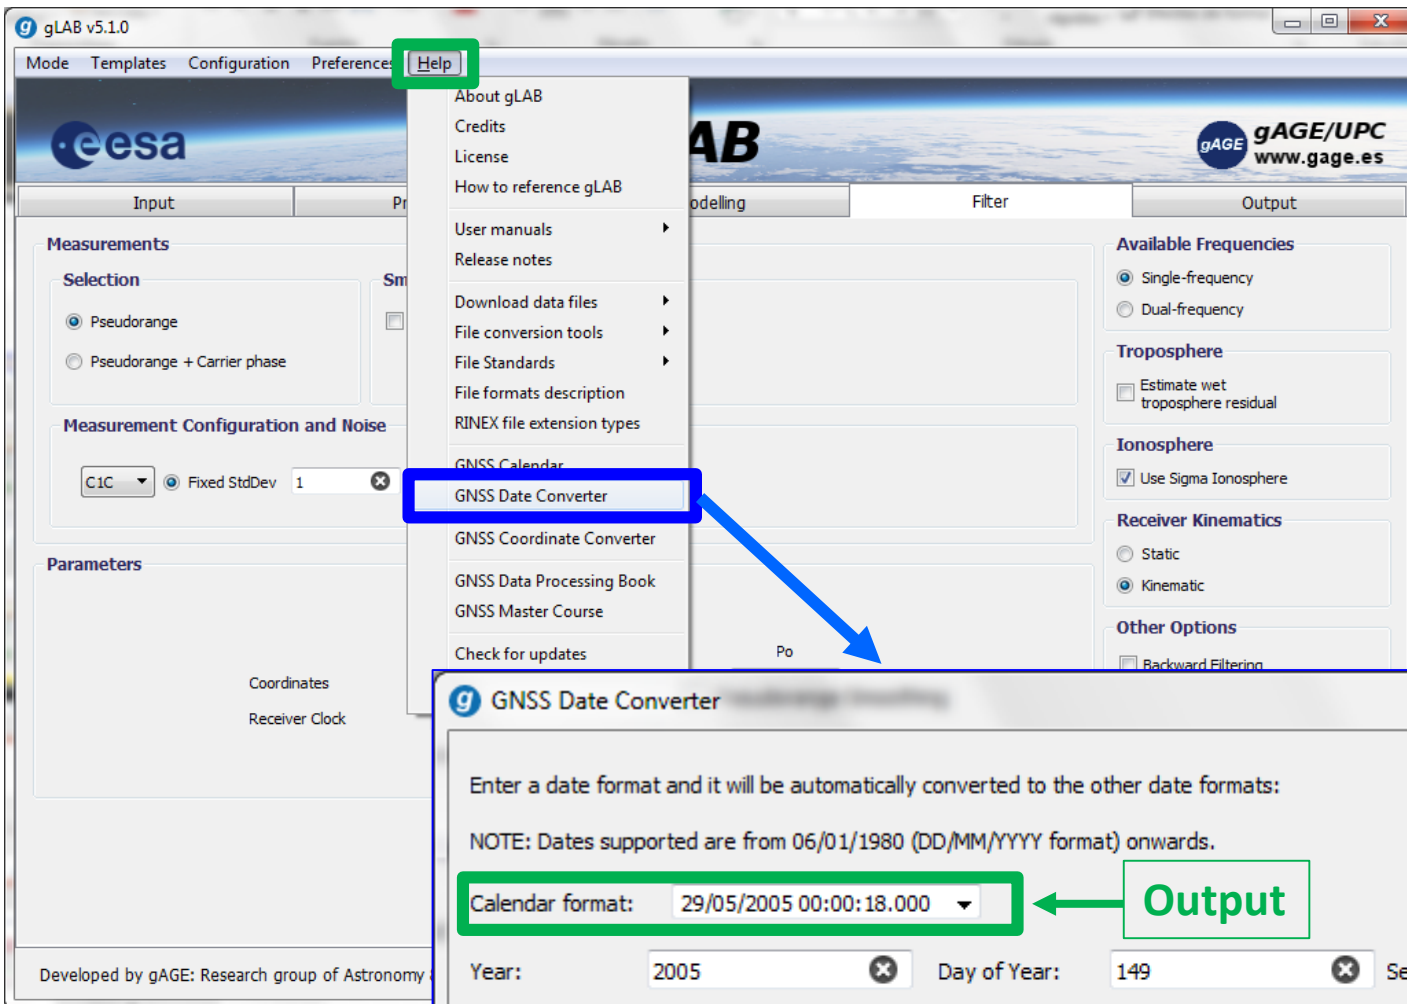 gLAB v5.1.0
Mode Templates Configuration Preferences Help
About gLAB
Credits
License
How to reference gLAB
User manuals
Release notes
Download data files
File conversion tools
File Standards
File formats description
RINEX file extension types
GNSS Calendar
GNSS Date Converter
GNSS Coordinate Converter
GNSS Data Processing Book
GNSS Master Course
Check for updates
esa
AB
gAGE
gAGE/UPC
www.gage.es
Input Pr odelling Filter Output
Measurements
Selection
Pseudorange
Pseudorange + Carrier phase
Sm
Measurement Configuration and Noise
C1C Fixed StdDev 1
Parameters
Po
Coordinates
Receiver Clock
Available Frequencies
Single-frequency
Dual-frequency
Troposphere
Estimate wet
troposphere residual
Ionosphere
Use Sigma Ionosphere
Receiver Kinematics
Static
Kinematic
Other Options
Backward Filtering
Developed by gAGE: Research group of Astronomy
GNSS Date Converter
Enter a date format and it will be automatically converted to the other date formats:
NOTE: Dates supported are from 06/01/1980 (DD/MM/YYYY format) onwards.
Calendar format: 29/05/2005 00:00:18.000
Output
Year: 2005 Day of Year: 149 Se